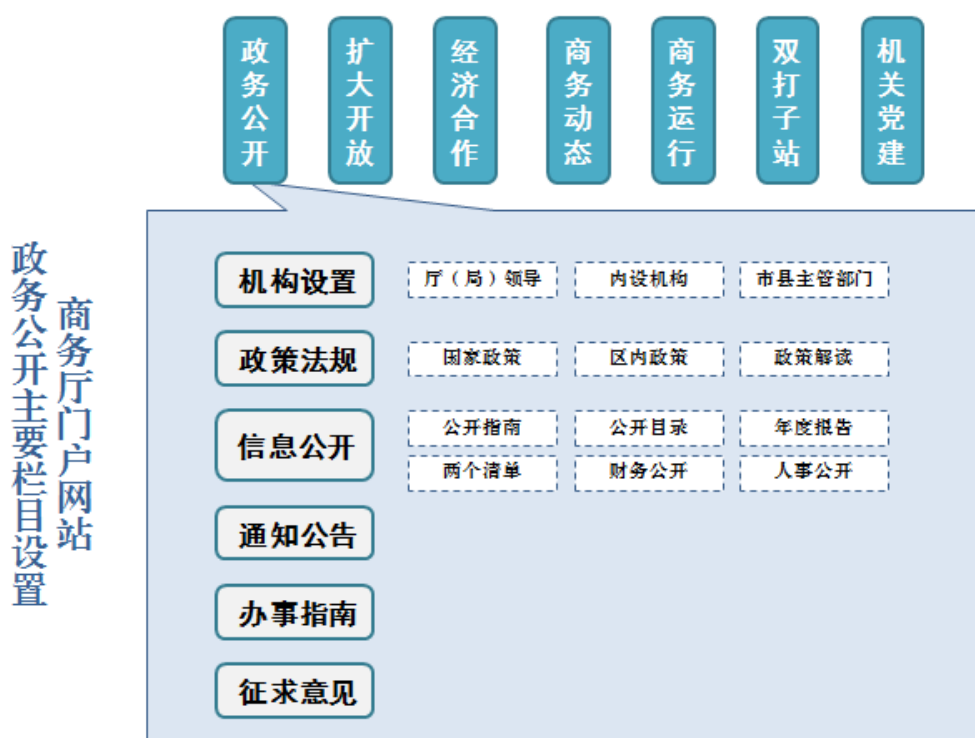 政务公开
扩大开放
经济合作
商务动态
商务运行
双打子站
机关党建
商务厅门户网站
政务公开主要栏目设置
机构设置
厅（局）领导
内设机构
市县主管部门
政策法规
国家政策
区内政策
政策解读
信息公开
公开指南
公开目录
年度报告
两个清单
财务公开
人事公开
通知公告
办事指南
征求意见